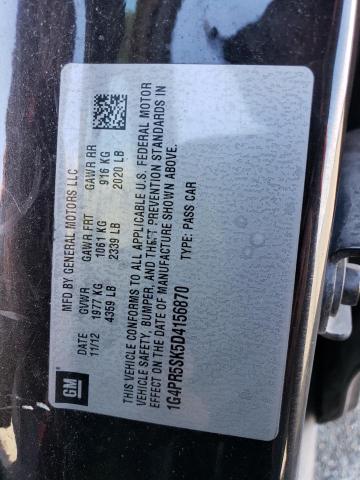 MFD BY GENERAL MOTORS LLC
DATE GVWR GAWR FRT GAWR RR
11/12 1977 KG 1061 KG 916 KG
4359 LB 2339 LB 2020 LB
THIS VEHICLE CONFORMS TO ALL APPLICABLE U.S. FEDERAL MOTOR
VEHICLE SAFETY, BUMPER, AND THEFT PREVENTION STANDARDS IN
EFFECT ON THE DATE OF MANUFACTURE SHOWN ABOVE.
1G4PR5SK5D4156870 TYPE: PASS CAR
GM